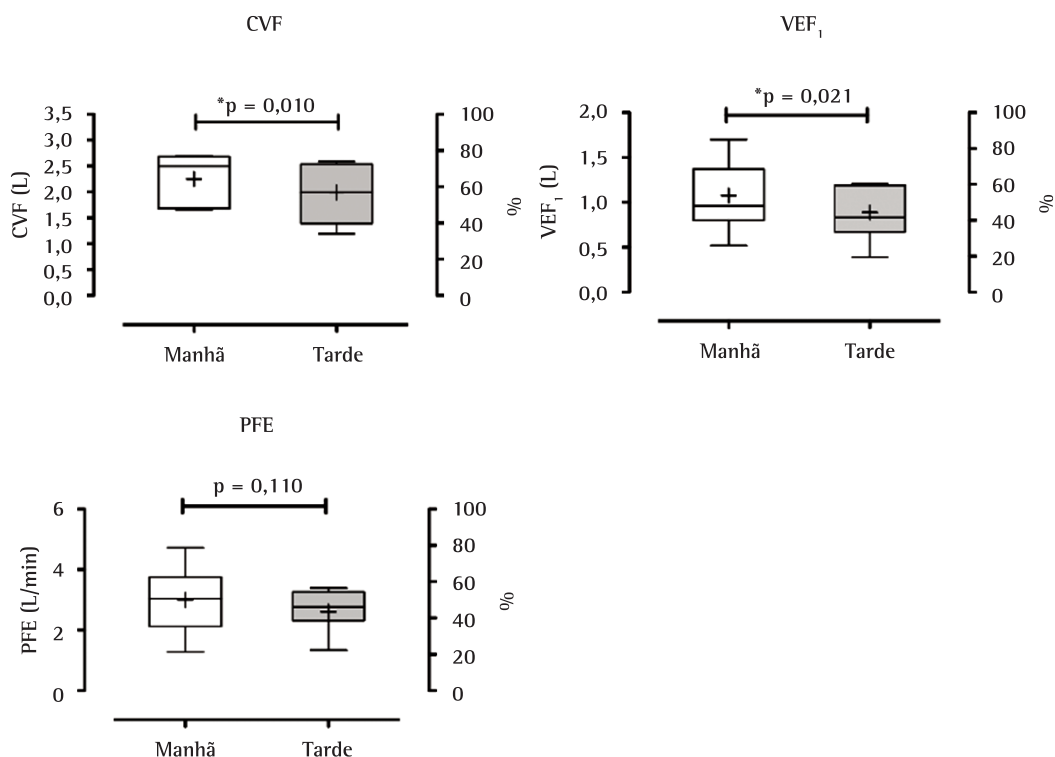 CVF
*p = 0,010
CVF (L)
3,5
3,0
2,5
2,0
1,5
1,0
0,5
0,0
100
80
60
40
20
0
%
Manhã
Tarde
VEF1
*p = 0,021
VEF1 (L)
2,0
1,5
1,0
0,5
0,0
100
80
60
40
20
0
%
Manhã
Tarde
PFE
p = 0,110
PFE (L/min)
6
4
2
0
100
80
60
40
20
0
%
Manhã
Tarde